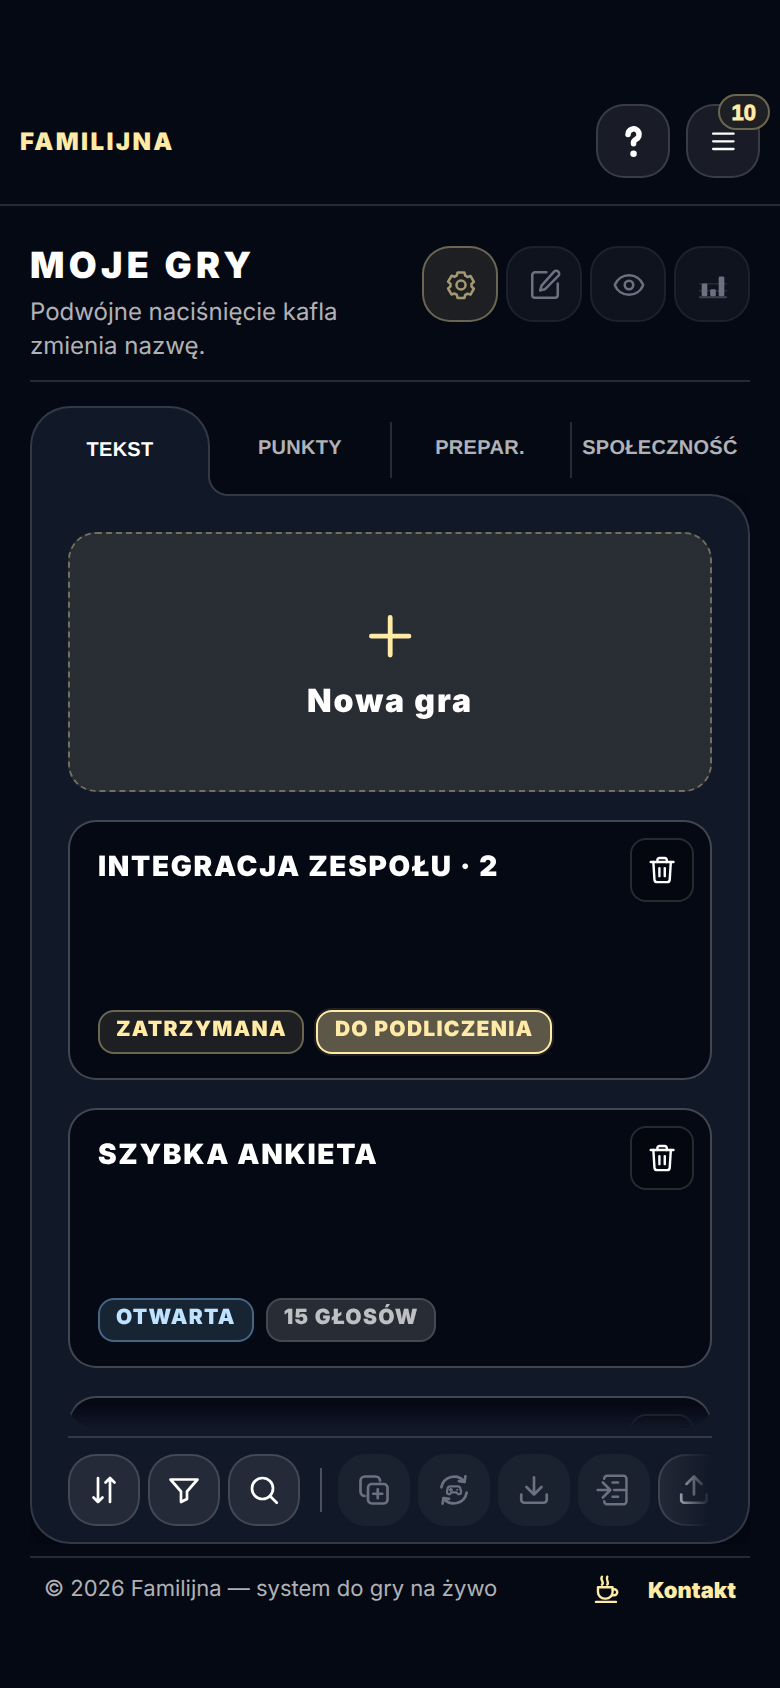 FAMILIJNA
?
10
MOJE GRY
Podwójne naciśnięcie kafla
zmienia nazwę.
TEKST
PUNKTY
PREPAR.
SPOŁECZNOŚĆ
Nowa gra
INTEGRACJA ZESPOŁU · 2
ZATRZYMANA
DO PODLICZENIA
SZYBKA ANKIETA
OTWARTA
15 GŁOSÓW
© 2026 Familijna — system do gry na żywo
Kontakt